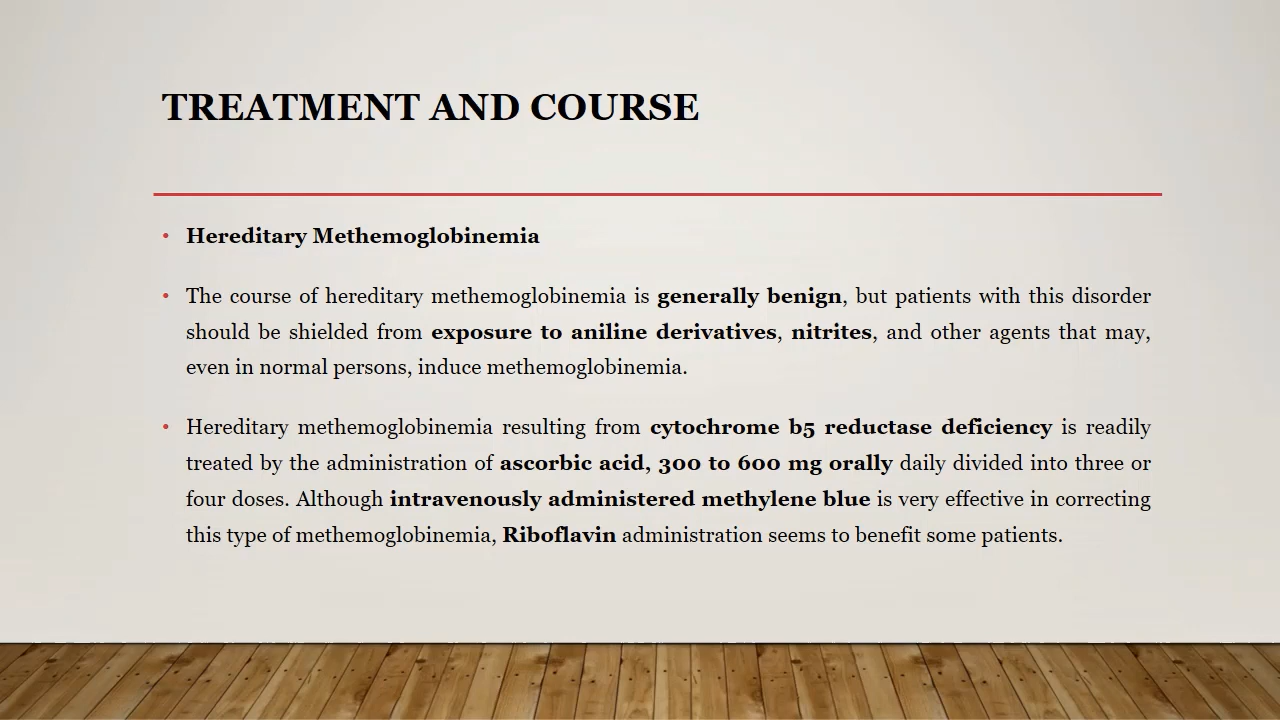 TREATMENT AND COURSE
• Hereditary Methemoglobinemia
• The course of hereditary methemoglobinemia is generally benign, but patients with this disorder
should be shielded from exposure to aniline derivatives, nitrites, and other agents that may,
even in normal persons, induce methemoglobinemia.
• Hereditary methemoglobinemia resulting from cytochrome b5 reductase deficiency is readily
treated by the administration of ascorbic acid, 300 to 600 mg orally daily divided into three or
four doses. Although intravenously administered methylene blue is very effective in correcting
this type of methemoglobinemia, Riboflavin administration seems to benefit some patients.